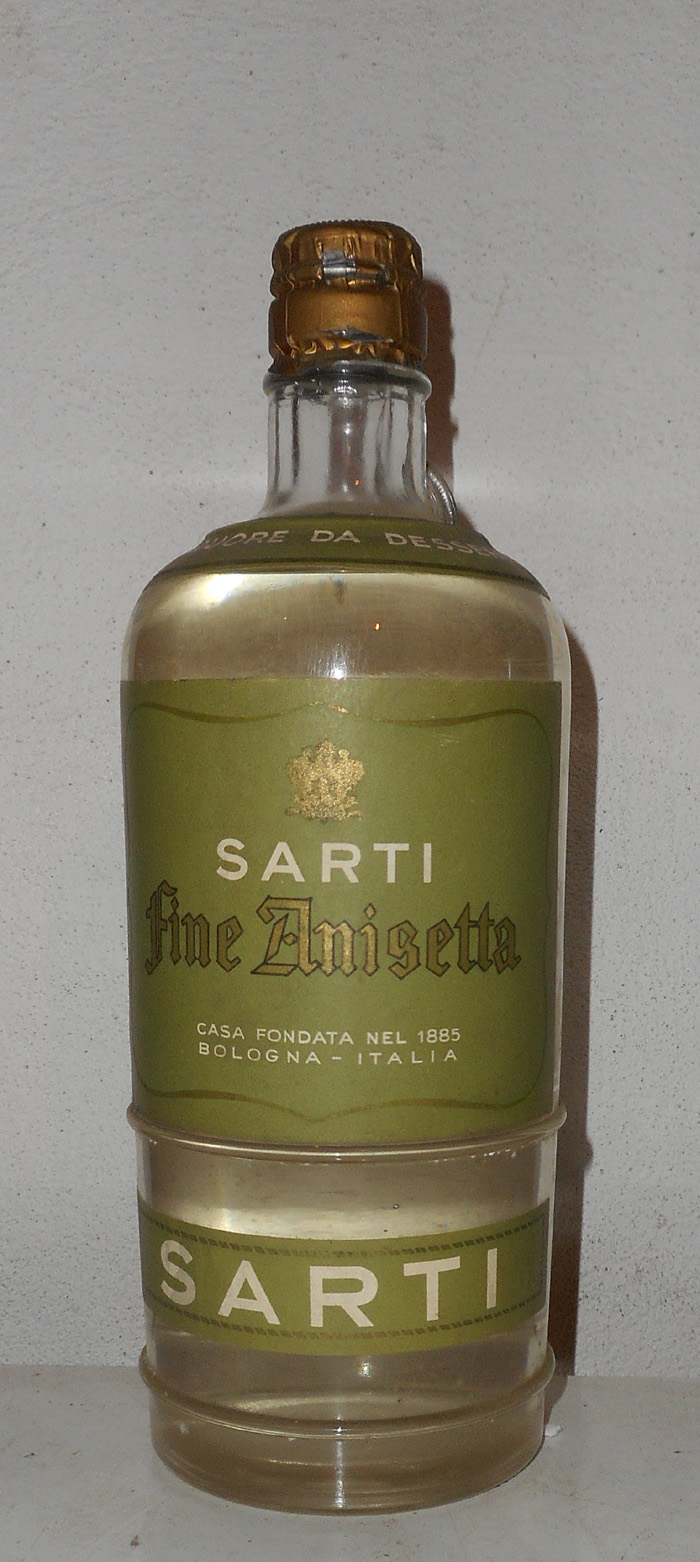 DA
SARTI
fine Anisetta
CASA FONDATA NEL 1885
BOLOGNA - ITALIA
SARTI